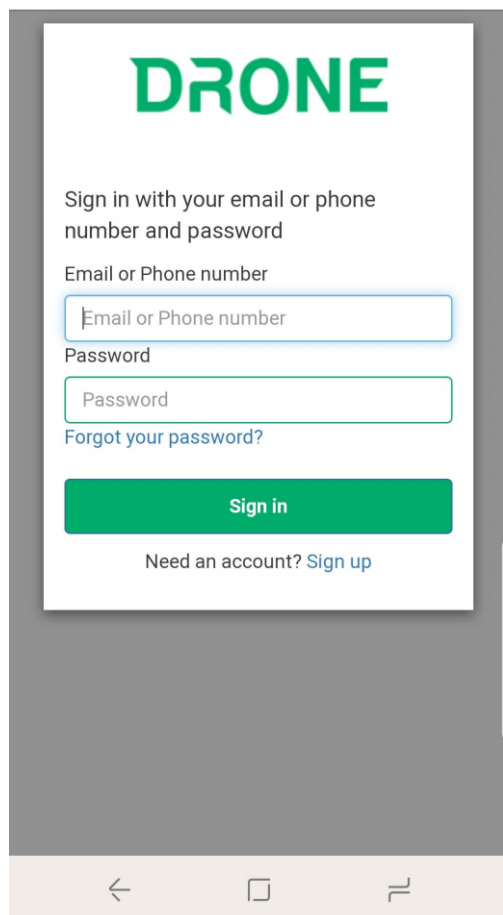 DRONE
Sign in with your email or phone
number and password
Email or Phone number
Email or Phone number
Password
Password
Forgot your password?
Sign in
Need an account? Sign up